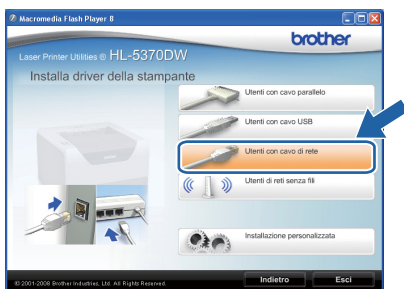 Macromedia Flash Player 8
brother
Laser Printer Utilities ® HL-5370DW
Installa driver della stampante
Utenti con cavo parallelo
Utenti con cavo USB
Utenti con cavo di rete
Utenti di reti senza fili
Installazione personalizzata
© 2001-2008 Brother Industries, Ltd. All Rights Reserved.
Indietro
Esci